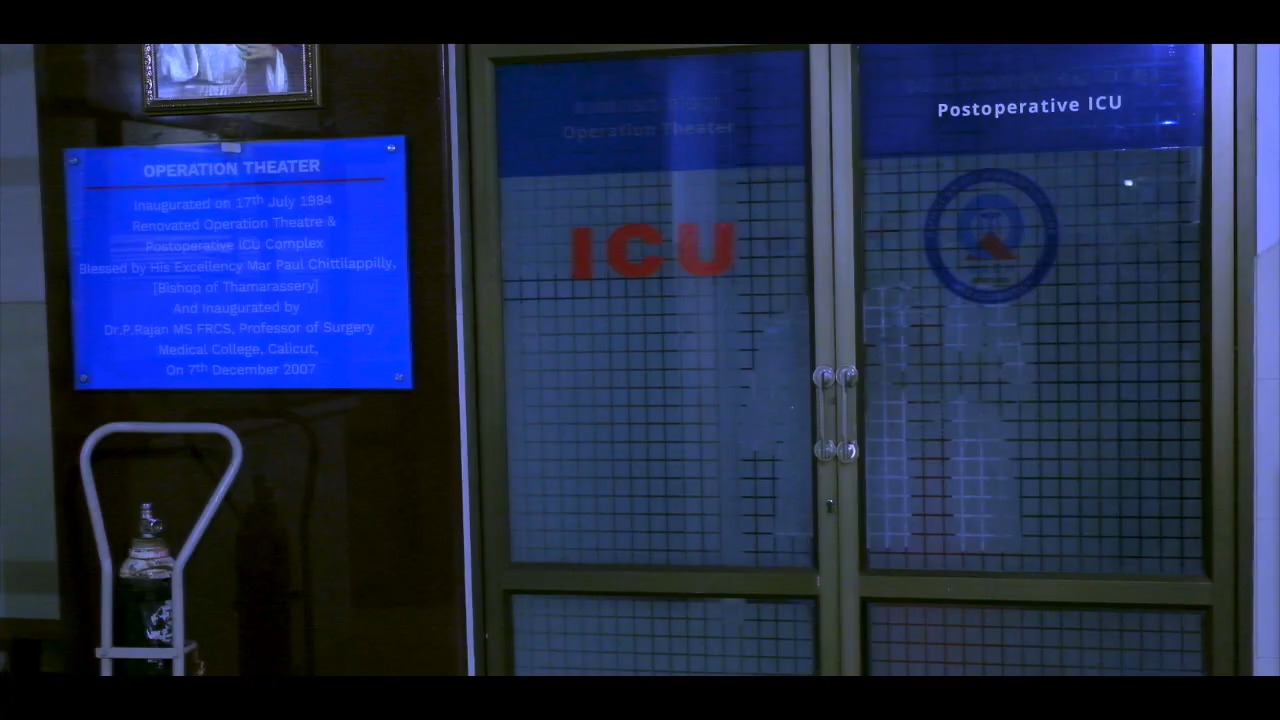 OPERATION THEATER
Inaugurated on 17th July 1984
Renovated Operation Theatre &
Postoperative ICU Complex
Blessed by His Excellency Mar Paul Chittilappilly,
[Bishop of Thamarassery]
And Inaugurated by
Dr.P.Rajan MS FRCS, Professor of Surgery
Medical College, Calicut,
On 7th December 2007
Operation Theater
ICU
Postoperative ICU